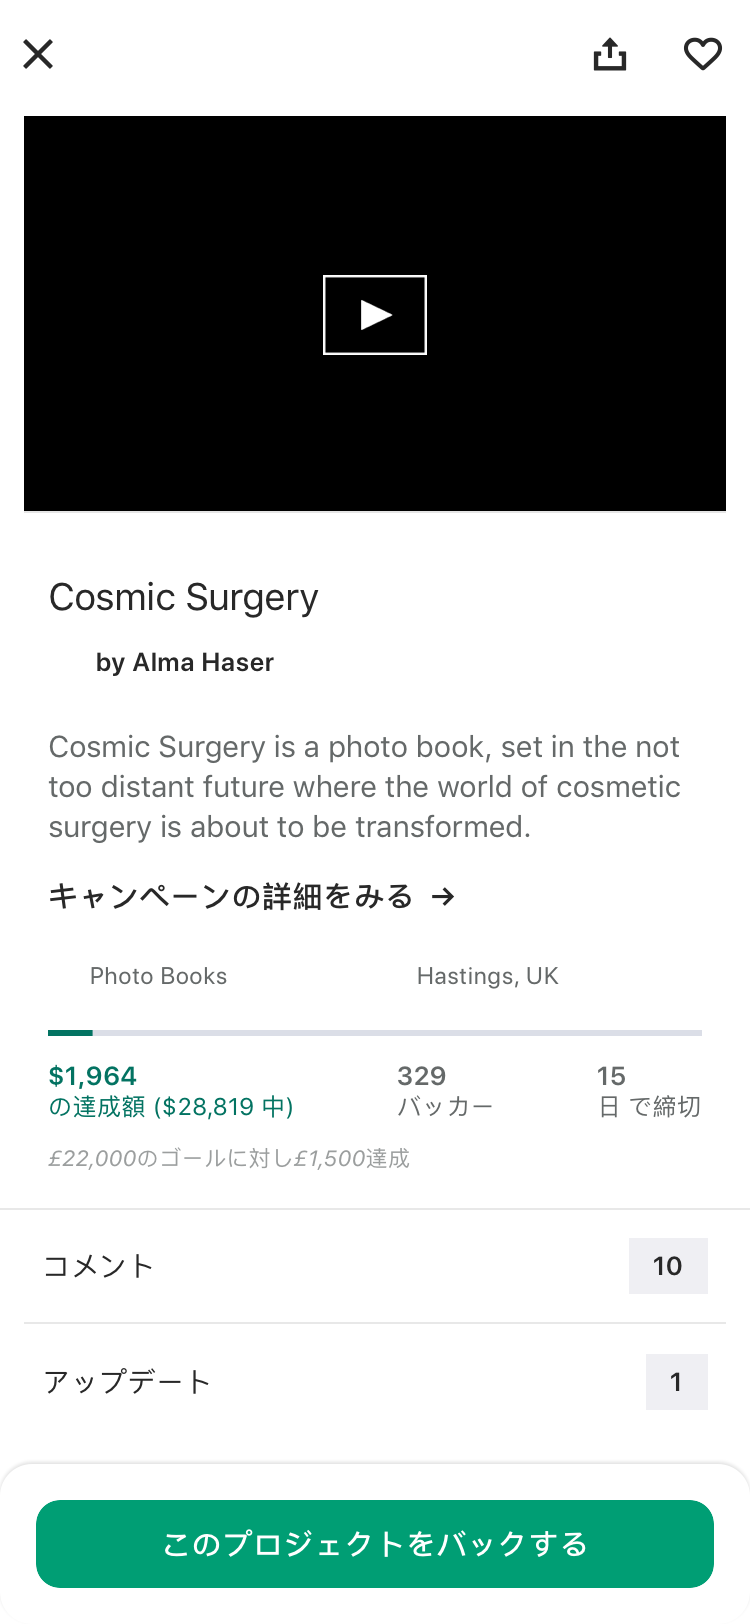 Cosmic Surgery
by Alma Haser
Cosmic Surgery is a photo book, set in the not
too distant future where the world of cosmetic
surgery is about to be transformed.
キャンペーンの詳細をみる →
Photo Books
Hastings, UK
$1,964
の達成額 ($28,819 中)
329
バッカー
15
日 で締切
£22,000のゴールに対し£1,500達成
コメント
10
アップデート
1
このプロジェクトをバックする